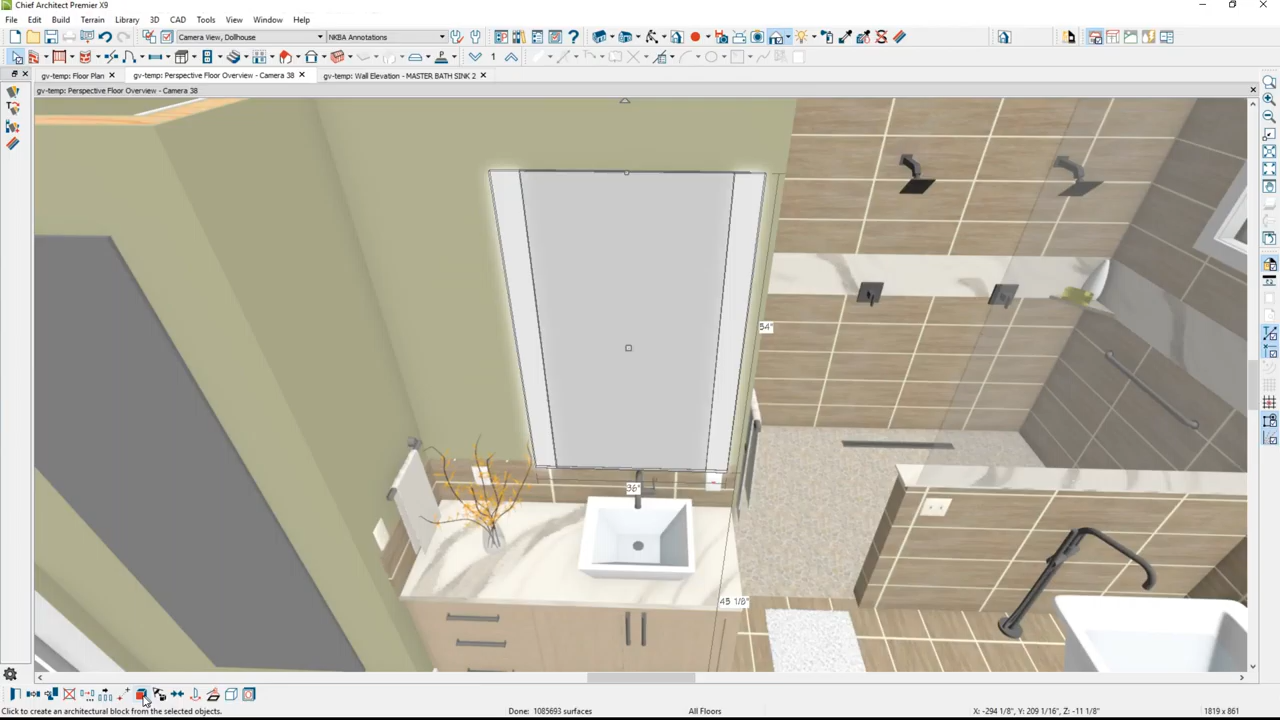 Chief Architect Premier X9
File Edit Build Terrain Library 3D CAD Tools View Window Help
Camera View, Dollhouse NKBA Annotations
1
gv-temp: Floor Plan gv-temp: Perspective Floor Overview - Camera 38 gv-temp: Wall Elevation - MASTER BATH SINK 2
gv-temp: Perspective Floor Overview - Camera 38
54"
36"
45 1/8"
Click to create an architectural block from the selected objects. Done: 1085693 surfaces All Floors X: -294 1/8", Y: 209 1/16", Z: -11 1/8" 1819 x 861